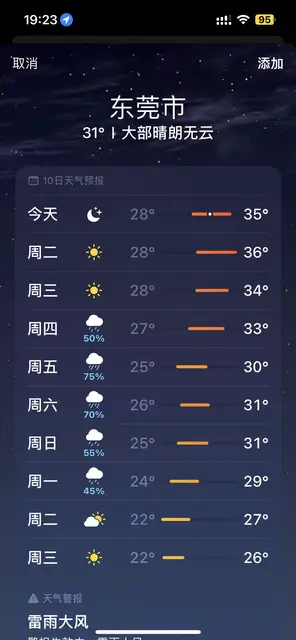 19:23
95
取消
添加
东莞市
31° | 大部晴朗无云
10日天气预报
今天 28° 35°
周二 28° 36°
周三 28° 34°
周四 50% 27° 33°
周五 75% 25° 30°
周六 70% 26° 31°
周日 55% 25° 31°
周一 45% 24° 29°
周二 22° 27°
周三 22° 26°
天气警报
雷雨大风